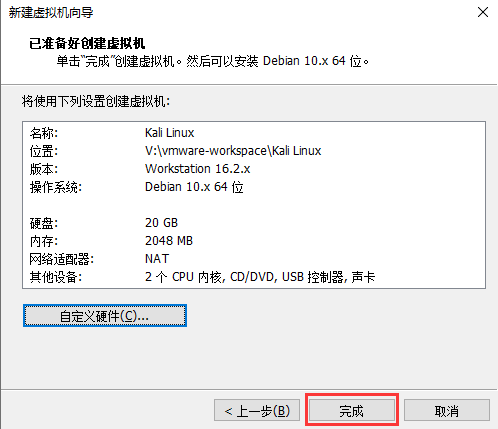 新建虚拟机向导
已准备好创建虚拟机
单击“完成”创建虚拟机。然后可以安装 Debian 10.x 64 位。
将使用下列设置创建虚拟机:
名称: Kali Linux
位置: V:\vmware-workspace\Kali Linux
版本: Workstation 16.2.x
操作系统: Debian 10.x 64 位
硬盘: 20 GB
内存: 2048 MB
网络适配器: NAT
其他设备: 2 个 CPU 内核, CD/DVD, USB 控制器, 声卡
自定义硬件(C)...
< 上一步(B) 完成 取消